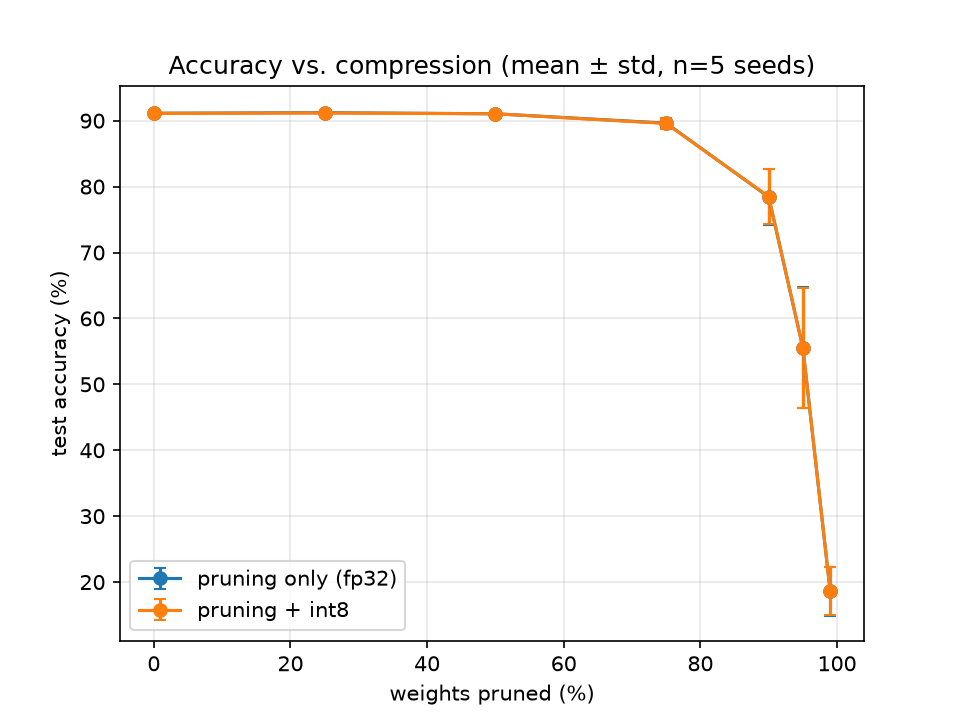 Accuracy vs. compression (mean ± std, n=5 seeds)
test accuracy (%)
90
80
70
60
50
40
30
20
pruning only (fp32)
pruning + int8
0 20 40 60 80 100
weights pruned (%)